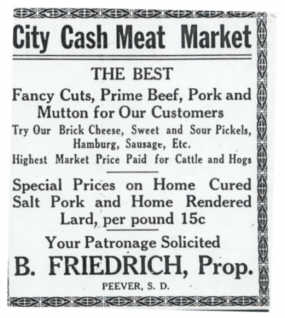 City Cash Meat Market
THE BEST
Fancy Cuts, Prime Beef, Pork and
Mutton for Our Customers
Try Our Brick Cheese, Sweet and Sour Pickels,
Hamburg, Sausage, Etc.
Highest Market Price Paid for Cattle and Hogs
Special Prices on Home Cured
Salt Pork and Home Rendered
Lard, per pound 15c
Your Patronage Solicited
B. FRIEDRICH, Prop.
PEEVER, S. D.